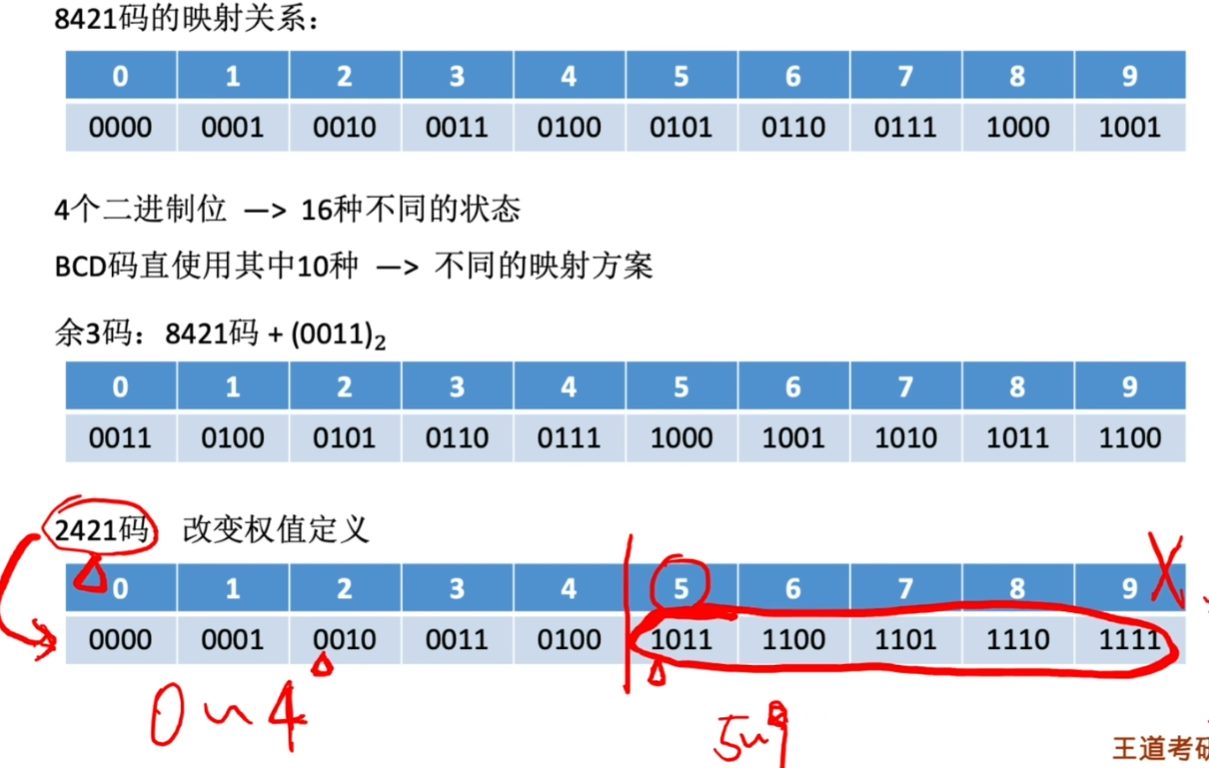 8421码的映射关系：
0 1 2 3 4 5 6 7 8 9
0000 0001 0010 0011 0100 0101 0110 0111 1000 1001
4个二进制位 —> 16种不同的状态
BCD码直使用其中10种 —> 不同的映射方案
余3码：8421码 + (0011)₂
0 1 2 3 4 5 6 7 8 9
0011 0100 0101 0110 0111 1000 1001 1010 1011 1100
2421码 改变权值定义
0 1 2 3 4 5 6 7 8 9 X
0000 0001 0010 0011 0100 1011 1100 1101 1110 1111
0~4
5~9
王道考研